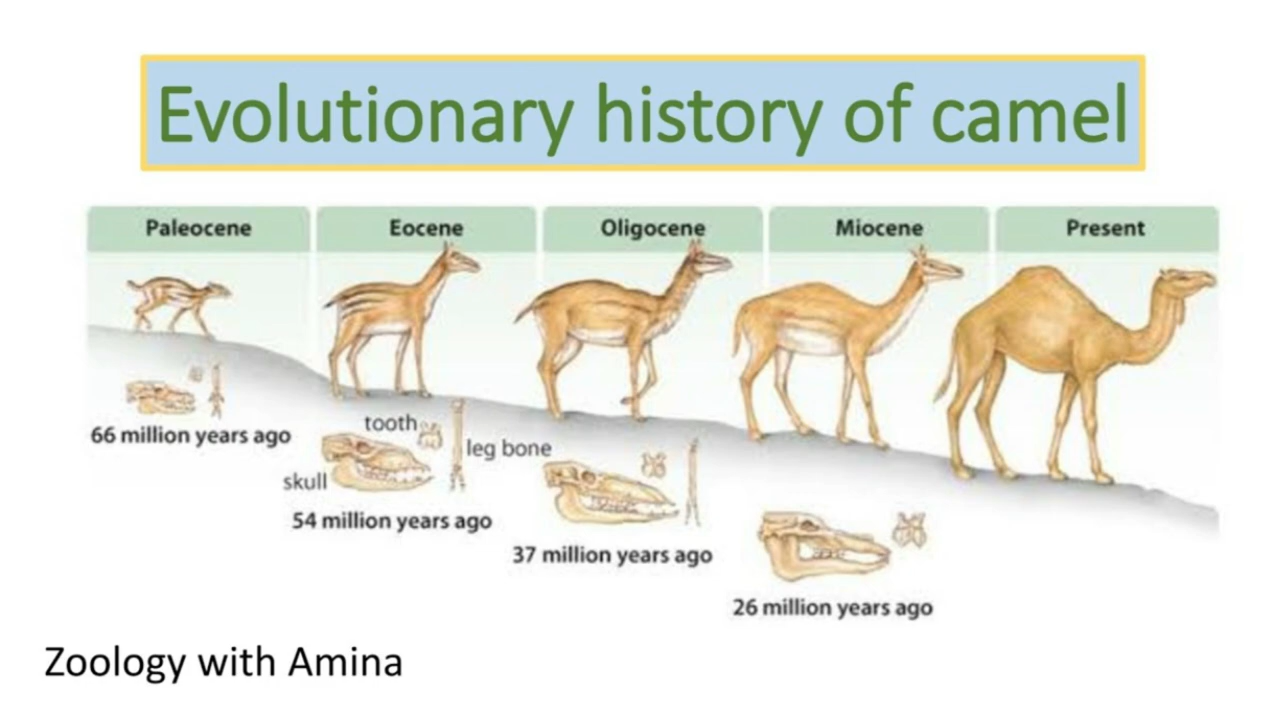 Evolutionary history of camel
Paleocene
Eocene
Oligocene
Miocene
Present
66 million years ago
tooth
leg bone
skull
54 million years ago
37 million years ago
26 million years ago
Zoology with Amina